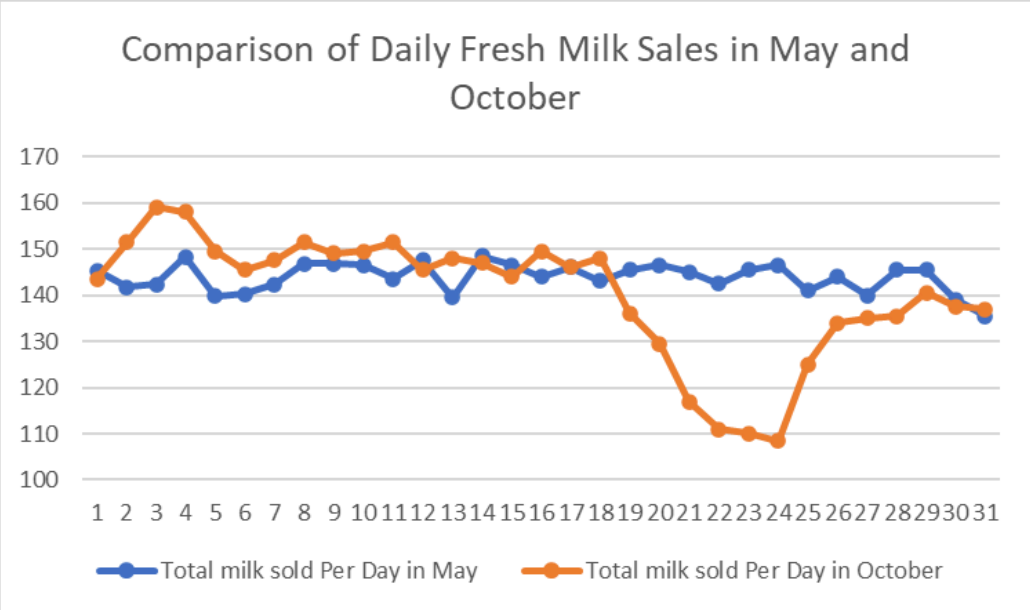 Comparison of Daily Fresh Milk Sales in May and
October
170
160
150
140
130
120
110
100
1 2 3 4 5 6 7 8 9 10 11 12 13 14 15 16 17 18 19 20 21 22 23 24 25 26 27 28 29 30 31
Total milk sold Per Day in May Total milk sold Per Day in October